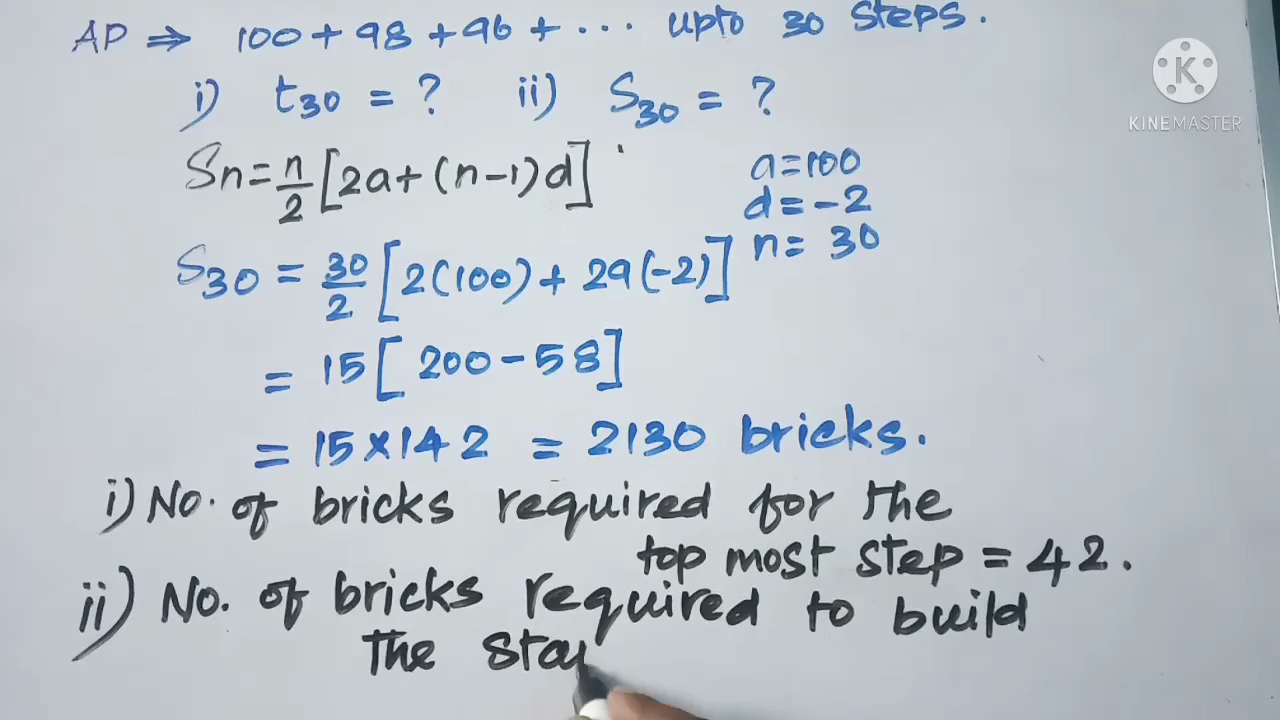 AP ⇒ 100 + 98 + 96 + ... upto 30 steps.
i) t30 = ? ii) S30 = ?
Sn = n/2 [2a + (n-1) d]
a = 100
d = -2
n = 30
S30 = 30/2 [2(100) + 29(-2)]
= 15 [200 - 58]
= 15 × 142 = 2130 bricks.
i) No. of bricks required for the
top most step = 42.
ii) No. of bricks required to build
the stai
K
KINEMASTER